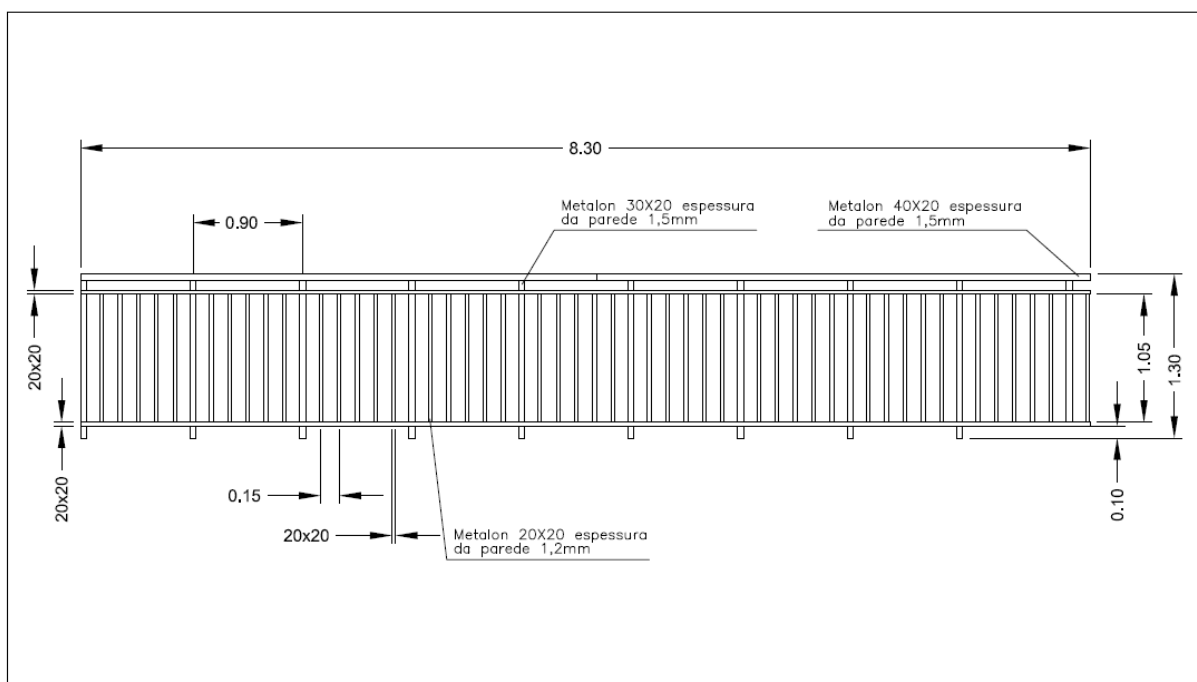 8.30
Metalon 30X20 espessura
da parede 1,5mm
Metalon 40X20 espessura
da parede 1,5mm
0.90
20x20
1.05
1.30
20x20
0.15
0.10
20x20
Metalon 20X20 espessura
da parede 1,2mm